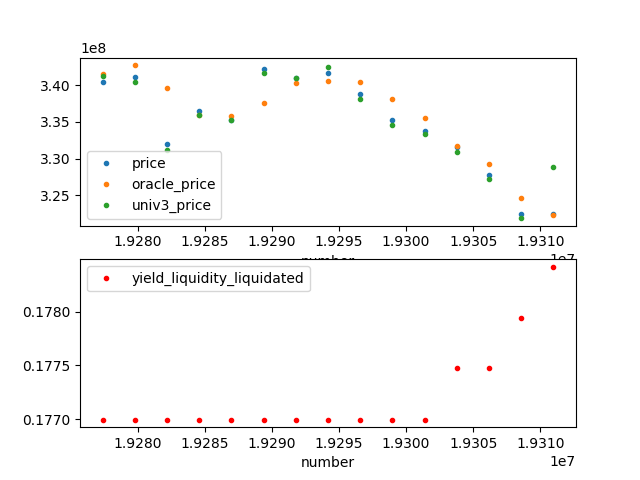 1e8
3.40
3.35
3.30
3.25
price
oracle_price
univ3_price
1.9280 1.9285 1.9290 1.9295 1.9300 1.9305 1.9310
number
1e7
yield_liquidity_liquidated
0.1780
0.1775
0.1770
1.9280 1.9285 1.9290 1.9295 1.9300 1.9305 1.9310
number
1e7